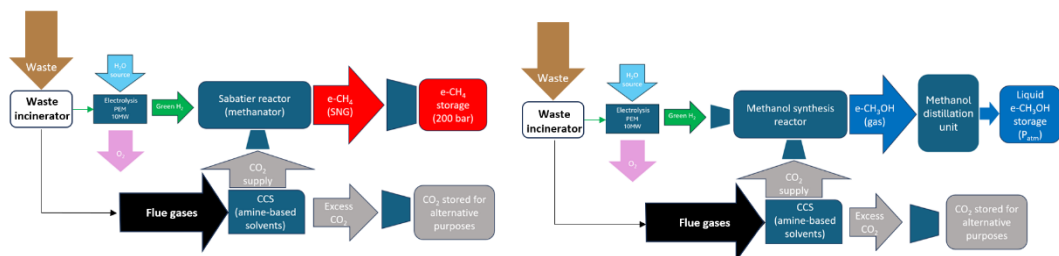 Waste
H₂O
source
Waste
incinerator
Electrolysis
PEM
10MW
Green H₂
Sabatier reactor
(methanator)
e-CH₄
(SNG)
e-CH₄
storage
(200 bar)
O₂
CO₂
supply
Flue gases
CCS
(amine-based
solvents)
Excess
CO₂
CO₂ stored for
alternative
purposes
Waste
H₂O
source
Waste
incinerator
Electrolysis
PEM
10MW
Green H₂
Methanol synthesis
reactor
e-CH₃OH
(gas)
Methanol
distillation
unit
Liquid
e-CH₃OH
storage
(Pₐₜₘ)
O₂
CO₂
supply
Flue gases
CCS
(amine-based
solvents)
Excess
CO₂
CO₂ stored for
alternative
purposes